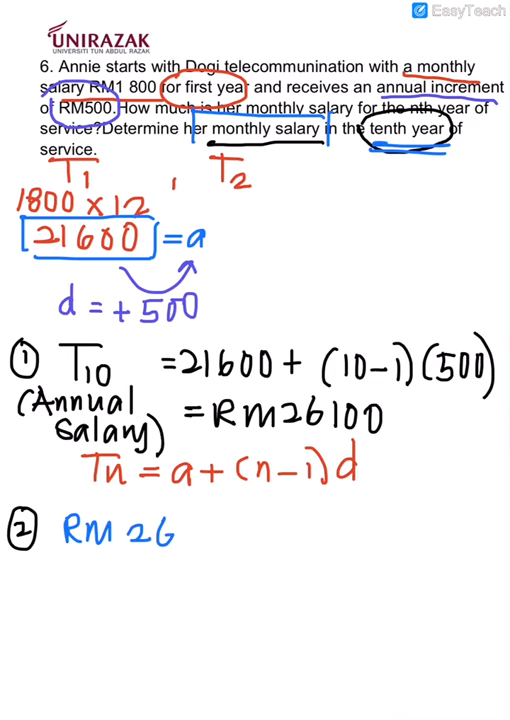 EasyTeach
UNIRAZAK
UNIVERSITI TUN ABDUL RAZAK
6. Annie starts with Dogi telecommunination with a monthly
salary RM1 800 for first year and receives an annual increment
of RM500. How much is her monthly salary for the nth year of
service?Determine her monthly salary in the tenth year of
service.
T1 , T2
1800 × 12
21600 = a
d = + 500
① T10 = 21600 + (10-1)(500)
(Annual = RM26100
Salary)
Tn = a + (n-1)d
② RM 26